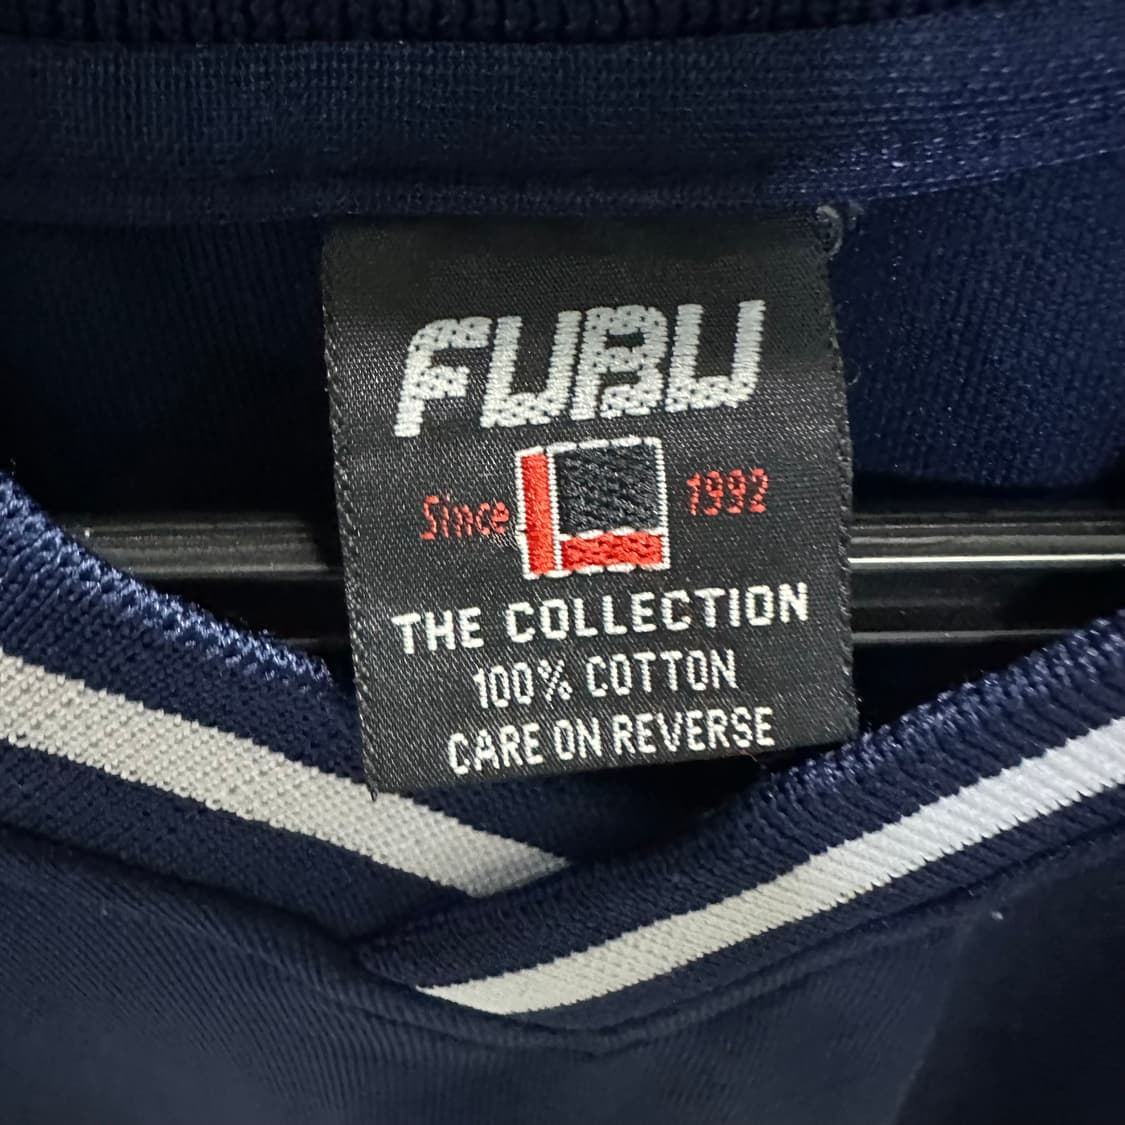 FUBU
Since 1992
THE COLLECTION
100% COTTON
CARE ON REVERSE